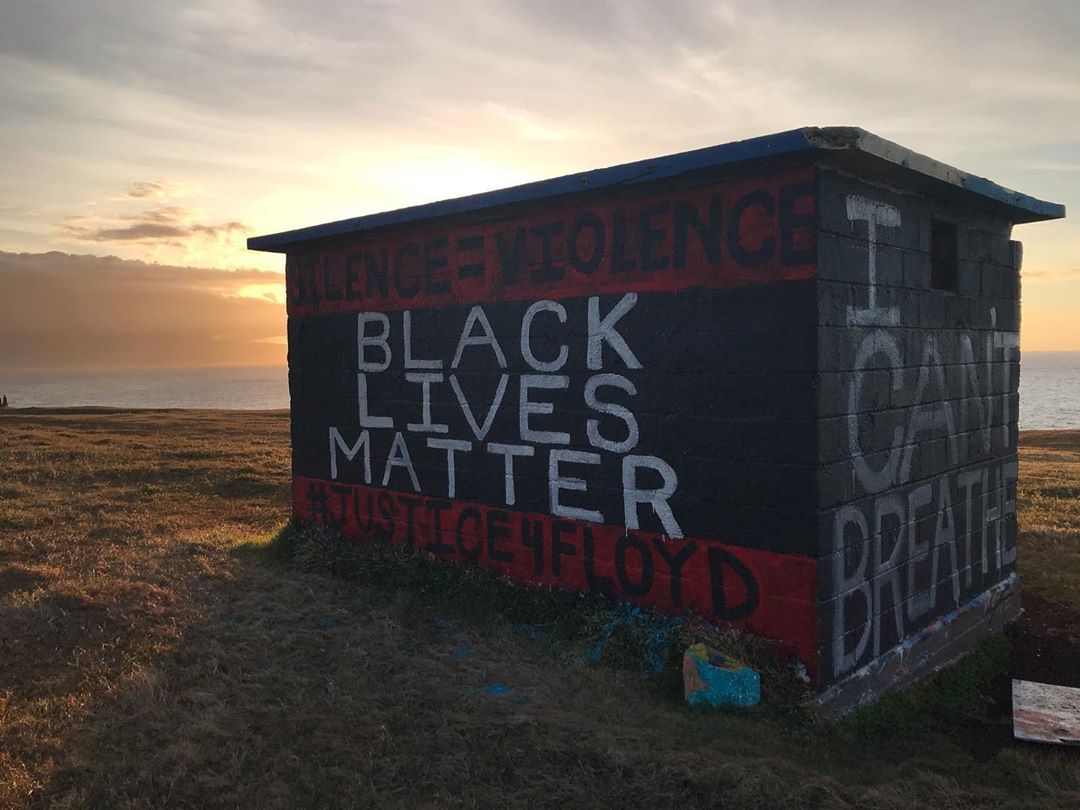 SILENCE=VIOLENCE
BLACK
LIVES
MATTER
#JUSTICE4FLOYD
I
CAN'T
BREATHE